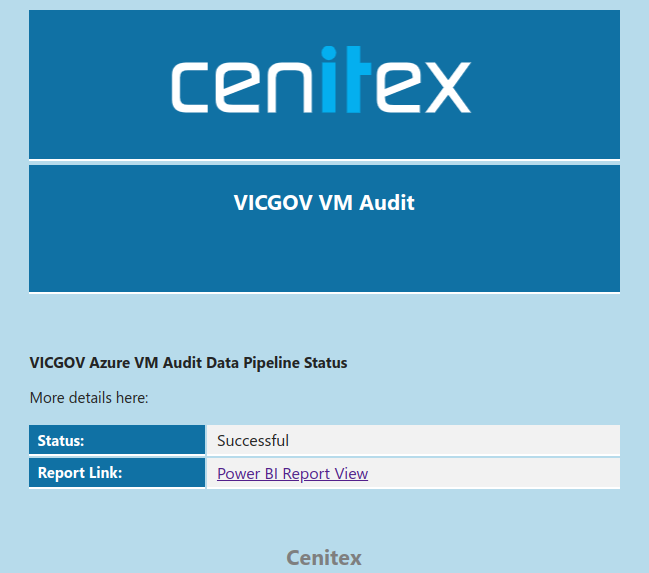 cenitex
VICGOV VM Audit
VICGOV Azure VM Audit Data Pipeline Status
More details here:
Status: Successful
Report Link: Power BI Report View
Cenitex